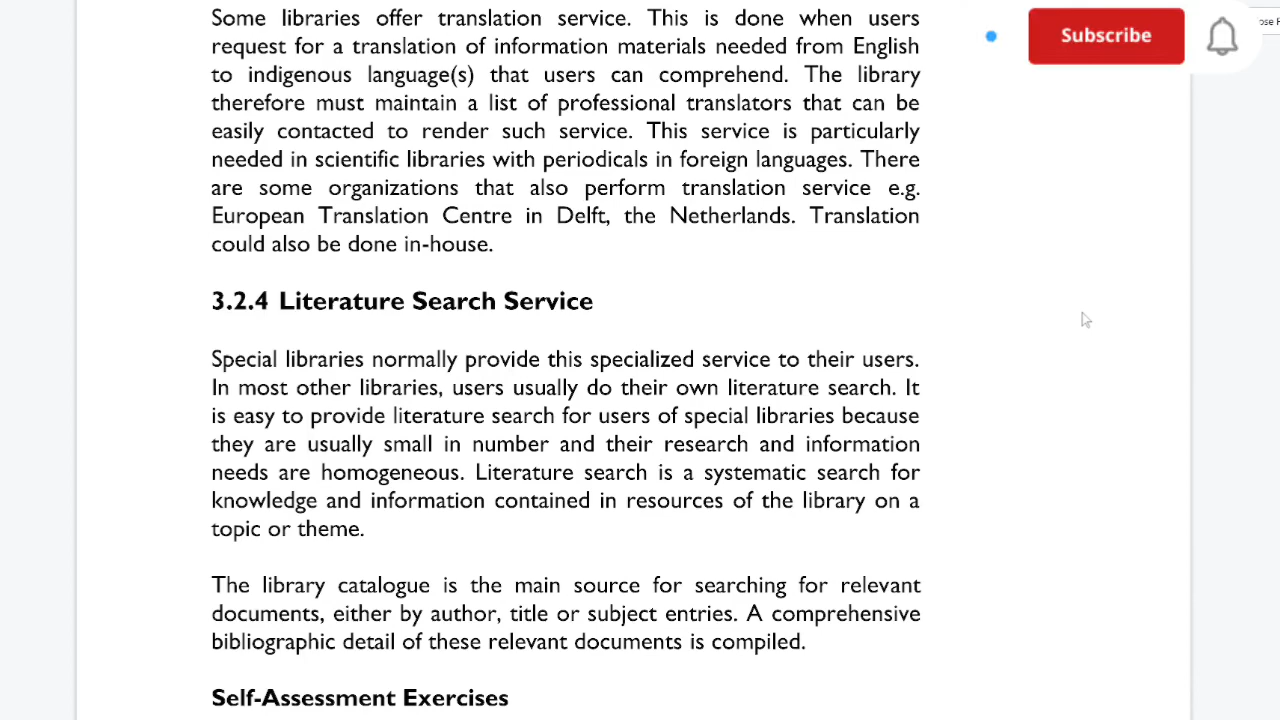 Some libraries offer translation service. This is done when users
request for a translation of information materials needed from English
to indigenous language(s) that users can comprehend. The library
therefore must maintain a list of professional translators that can be
easily contacted to render such service. This service is particularly
needed in scientific libraries with periodicals in foreign languages. There
are some organizations that also perform translation service e.g.
European Translation Centre in Delft, the Netherlands. Translation
could also be done in-house.
Subscribe
3.2.4 Literature Search Service
Special libraries normally provide this specialized service to their users.
In most other libraries, users usually do their own literature search. It
is easy to provide literature search for users of special libraries because
they are usually small in number and their research and information
needs are homogeneous. Literature search is a systematic search for
knowledge and information contained in resources of the library on a
topic or theme.
The library catalogue is the main source for searching for relevant
documents, either by author, title or subject entries. A comprehensive
bibliographic detail of these relevant documents is compiled.
Self-Assessment Exercises